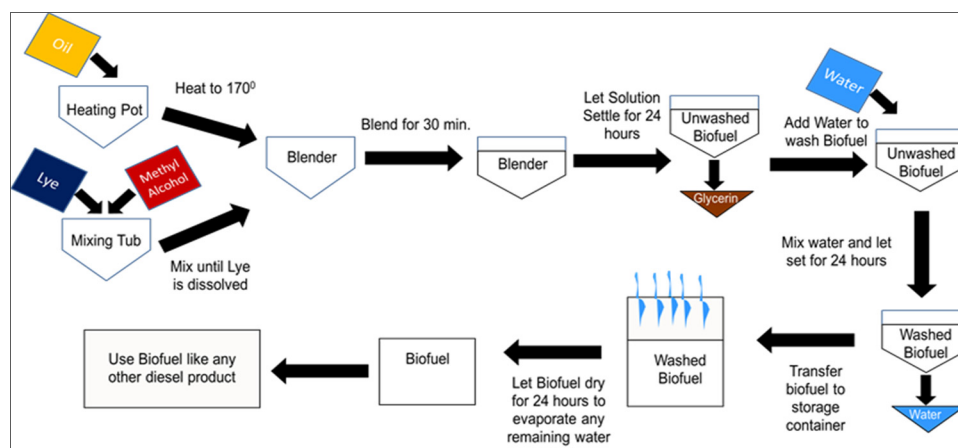 Oil
Heating Pot
Heat to 170⁰
Lye
Methyl
Alcohol
Mixing Tub
Mix until Lye
is dissolved
Blender
Blend for 30 min.
Blender
Let Solution
Settle for 24
hours
Unwashed
Biofuel
Glycerin
Water
Add Water to
wash Biofuel
Unwashed
Biofuel
Mix water and let
set for 24 hours
Washed
Biofuel
Water
Transfer
biofuel to
storage
container
Washed
Biofuel
Let Biofuel dry
for 24 hours to
evaporate any
remaining water
Biofuel
Use Biofuel like any
other diesel product